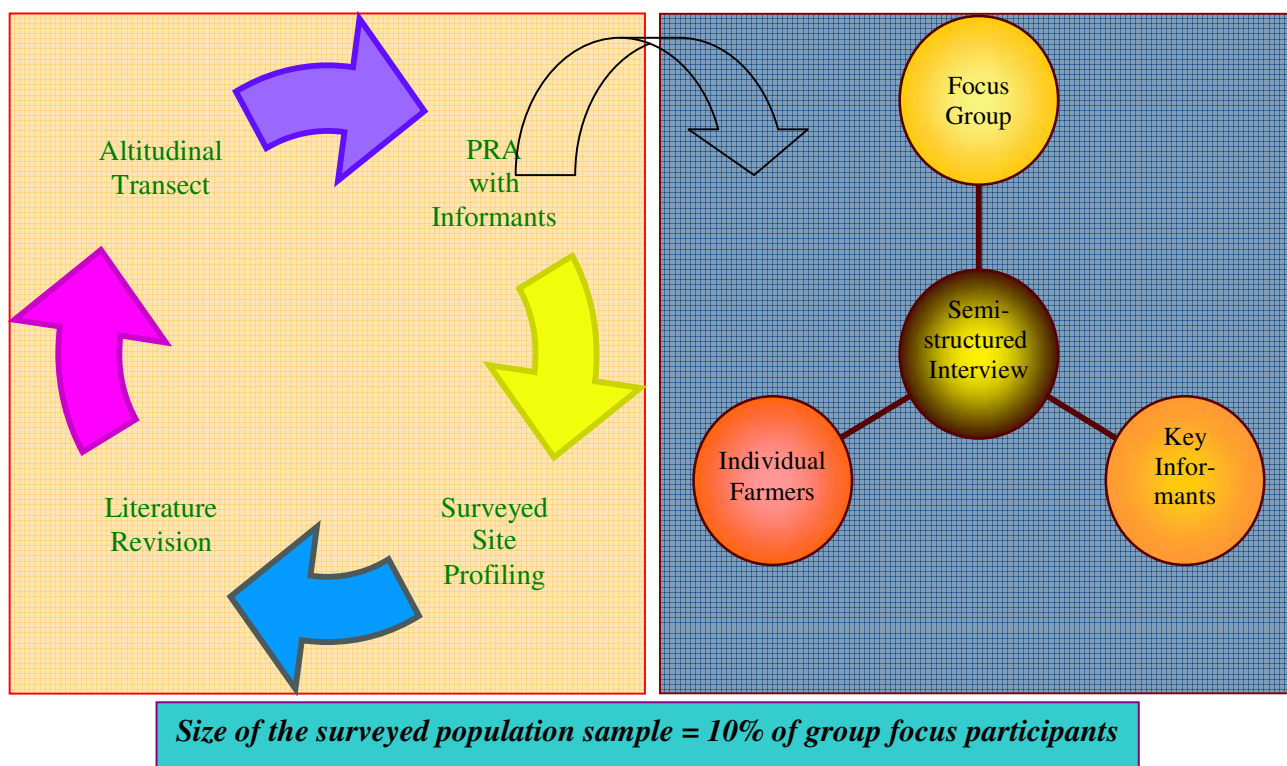 Altitudinal
Transect
PRA
with
Informants
Literature
Revision
Surveyed
Site
Profiling
Focus
Group
Semi-
structured
Interview
Individual
Farmers
Key
Infor-
mants
Size of the surveyed population sample = 10% of group focus participants